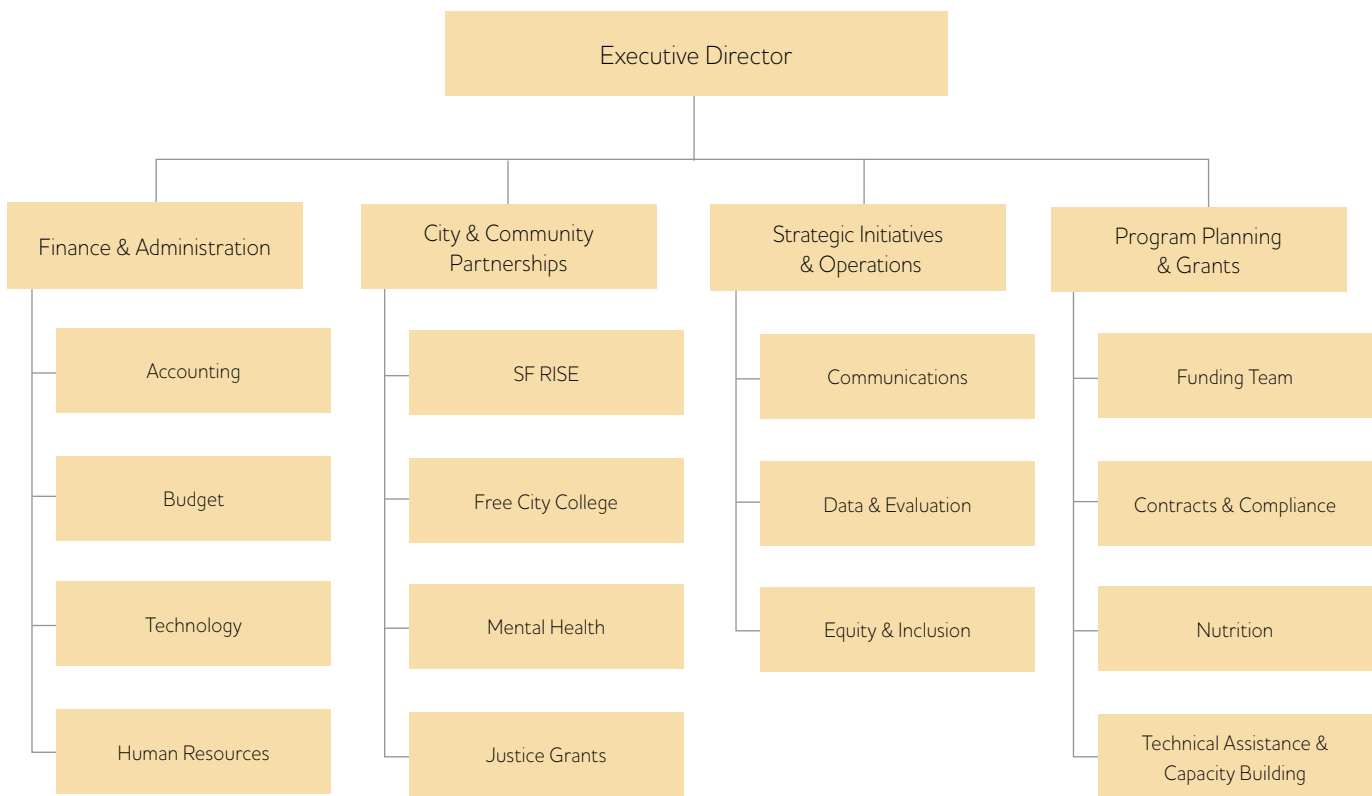 Executive Director
Finance & Administration
City & Community
Partnerships
Strategic Initiatives
& Operations
Program Planning
& Grants
Accounting
Budget
Technology
Human Resources
SF RISE
Free City College
Mental Health
Justice Grants
Communications
Data & Evaluation
Equity & Inclusion
Funding Team
Contracts & Compliance
Nutrition
Technical Assistance &
Capacity Building